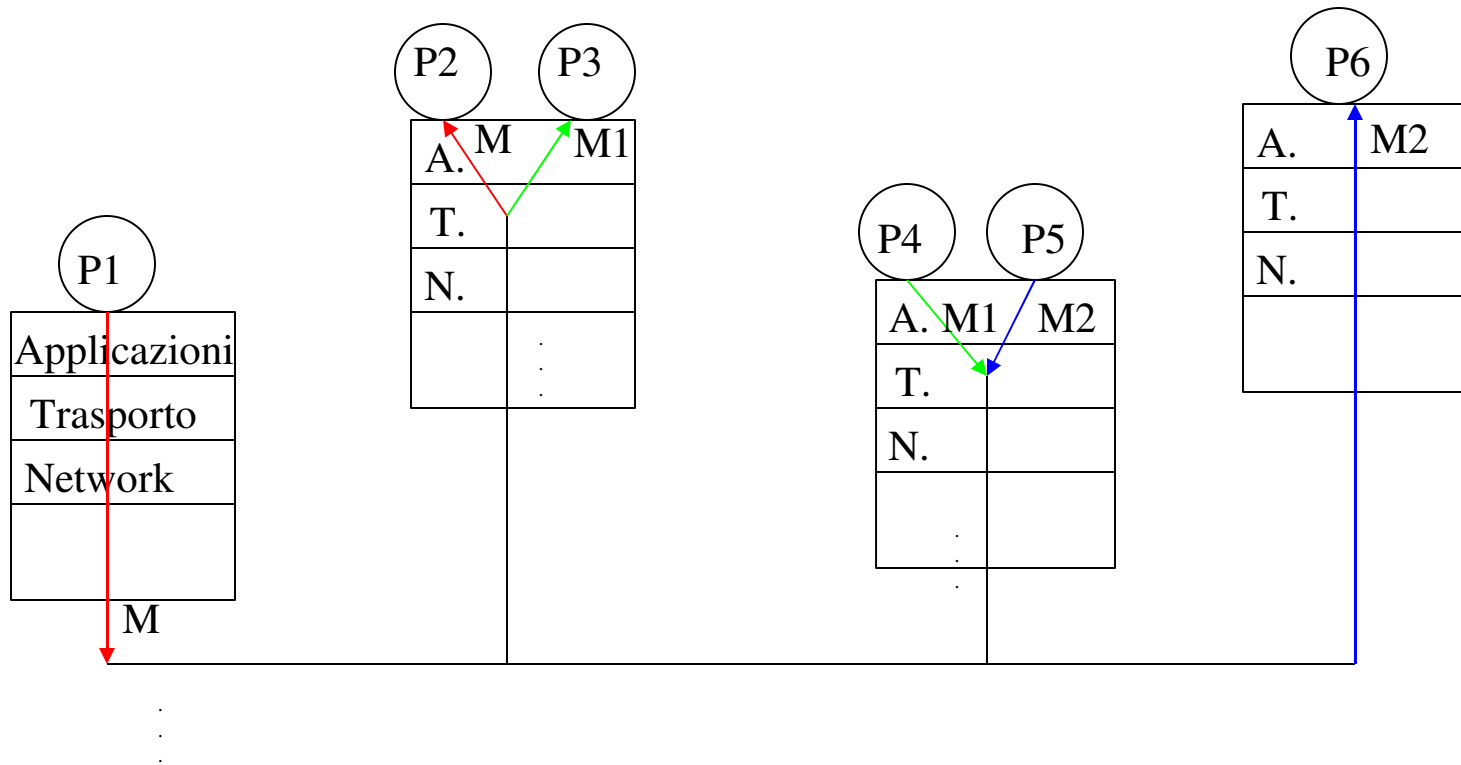 P1
Applicazioni
Trasporto
Network
M
P2
P3
M
M1
A.
T.
N.
P4
P5
A.
M1
M2
T.
N.
P6
A.
M2
T.
N.